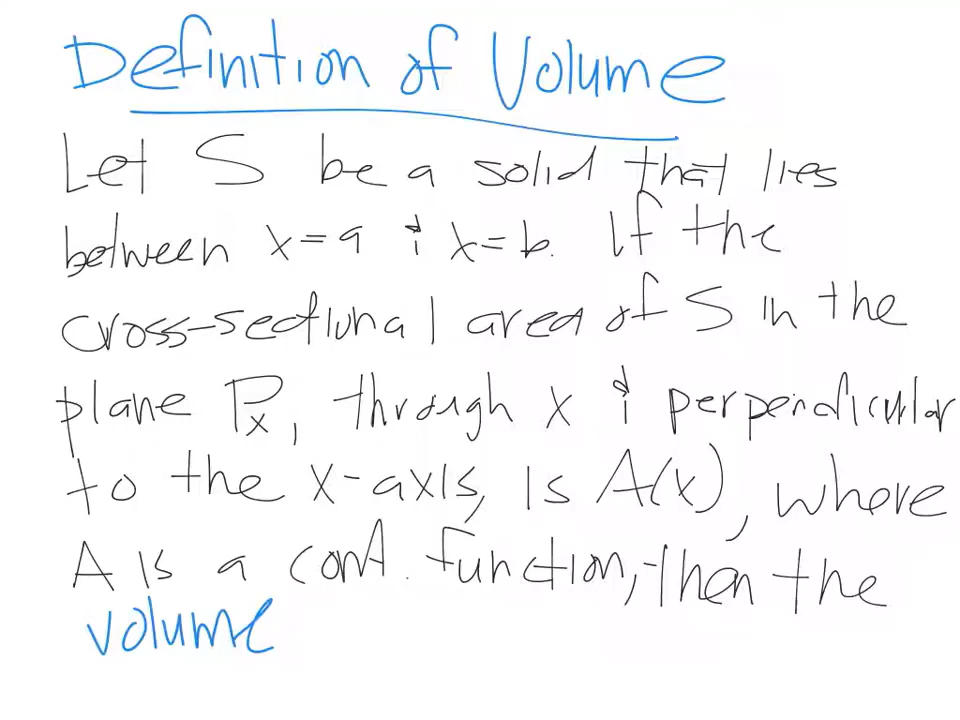 Definition of Volume
Let S be a solid that lies
between x=a & x=b. If the
cross-sectional area of S in the
plane Px, through x & perpendicular
to the x-axis, is A(x), where
A is a cont. function, then the
volume